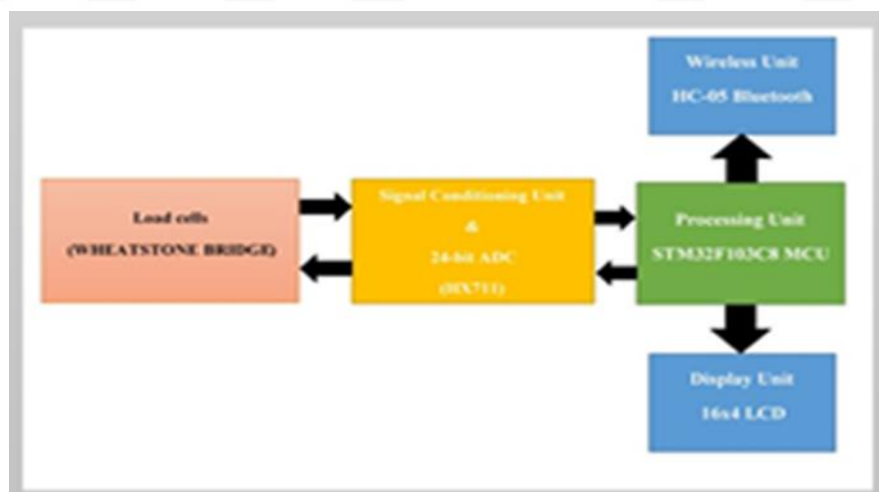 Wireless Unit
HC-05 Bluetooth
Load cells
(WHEATSTONE BRIDGE)
Signal Conditioning Unit
&
24-bit ADC
(HX711)
Processing Unit
STM32F103C8 MCU
Display Unit
16x4 LCD